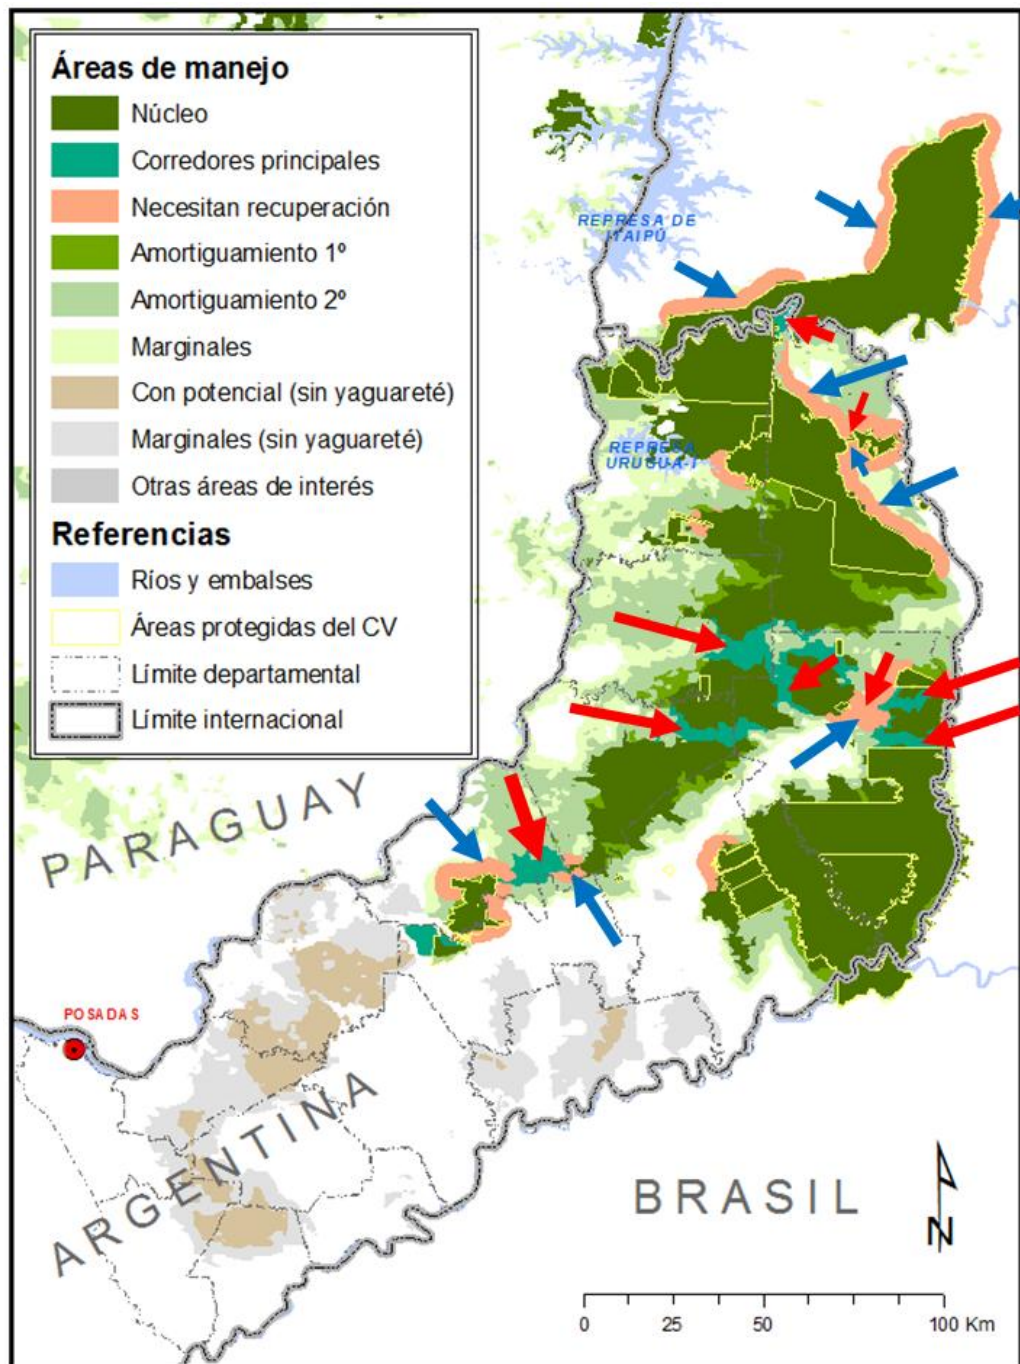 Áreas de manejo
Núcleo
Corredores principales
Necesitan recuperación
Amortiguamiento 1º
Amortiguamiento 2º
Marginales
Con potencial (sin yaguareté)
Marginales (sin yaguareté)
Otras áreas de interés
Referencias
Ríos y embalses
Áreas protegidas del CV
Límite departamental
Límite internacional
REPRESA DE
ITAIPÚ
REPRESA
URUGUA-I
PARAGUAY
POSADAS
ARGENTINA
BRASIL
N
0 25 50 100 Km